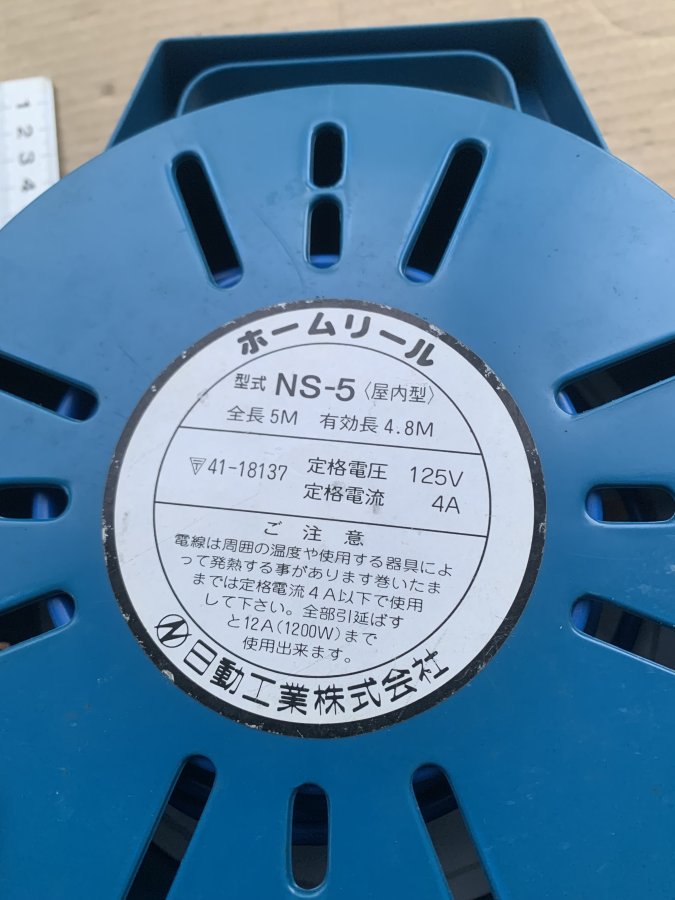 1
2
3
4
ホームリール
型式 NS-5〈屋内型〉
全長5M 有効長4.8M
41-18137 定格電圧 125V
定格電流 4A
ご注意
電線は周囲の温度や使用する器具によ
って発熱する事があります巻いたま
までは定格電流4A以下で使用
して下さい。全部引延ばす
と12A(1200W)まで
使用出来ます。
日動工業株式会社